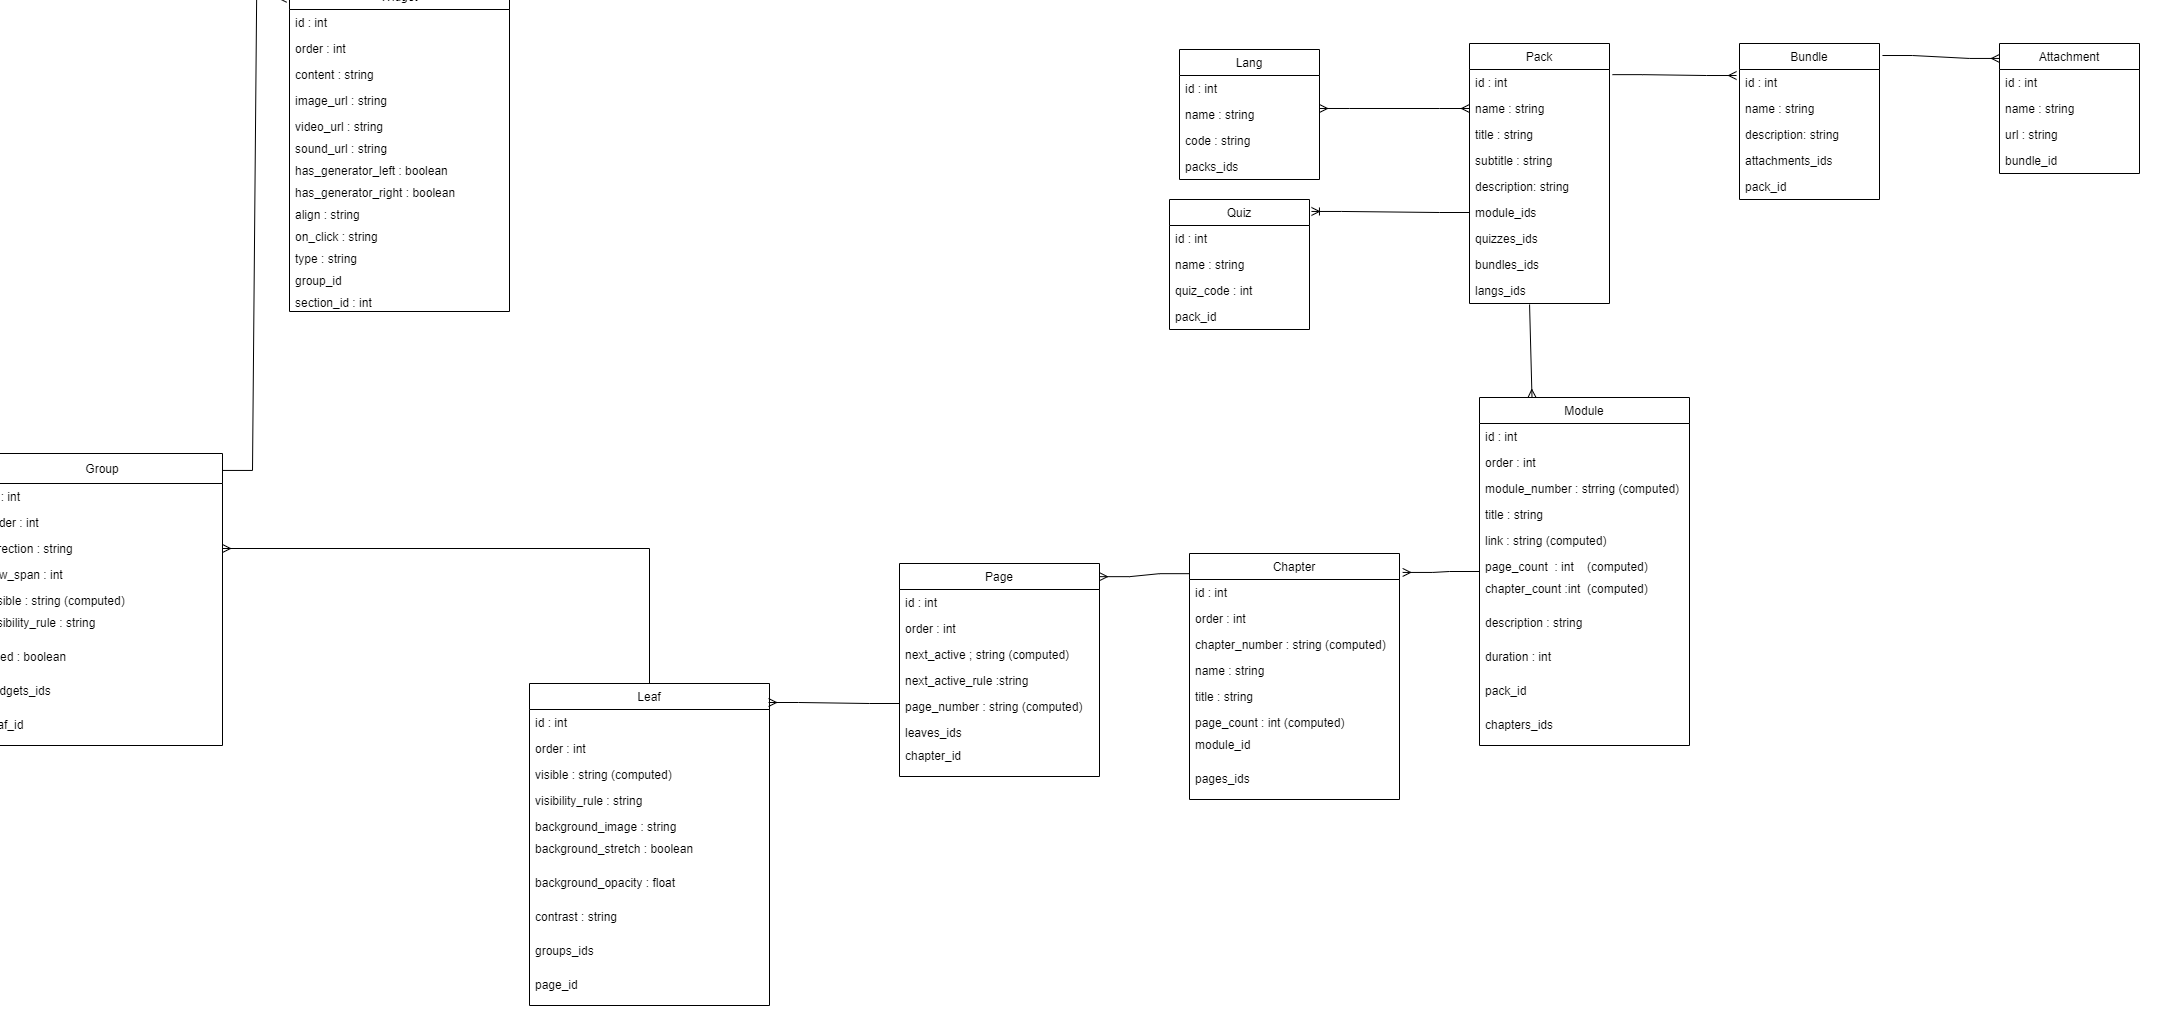 id : int
order : int
content : string
image_url : string
video_url : string
sound_url : string
has_generator_left : boolean
has_generator_right : boolean
align : string
on_click : string
type : string
group_id
section_id : int
Lang
id : int
name : string
code : string
packs_ids
Quiz
id : int
name : string
quiz_code : int
pack_id
Pack
id : int
name : string
title : string
subtitle : string
description: string
module_ids
quizzes_ids
bundles_ids
langs_ids
Bundle
id : int
name : string
description: string
attachments_ids
pack_id
Attachment
id : int
name : string
url : string
bundle_id
Group
: int
der : int
rection : string
w_span : int
sible : string (computed)
sibility_rule : string
ed : boolean
dgets_ids
af_id
Leaf
id : int
order : int
visible : string (computed)
visibility_rule : string
background_image : string
background_stretch : boolean
background_opacity : float
contrast : string
groups_ids
page_id
Page
id : int
order : int
next_active ; string (computed)
next_active_rule :string
page_number : string (computed)
leaves_ids
chapter_id
Chapter
id : int
order : int
chapter_number : string (computed)
name : string
title : string
page_count : int (computed)
module_id
pages_ids
Module
id : int
order : int
module_number : strring (computed)
title : string
link : string (computed)
page_count : int (computed)
chapter_count :int (computed)
description : string
duration : int
pack_id
chapters_ids